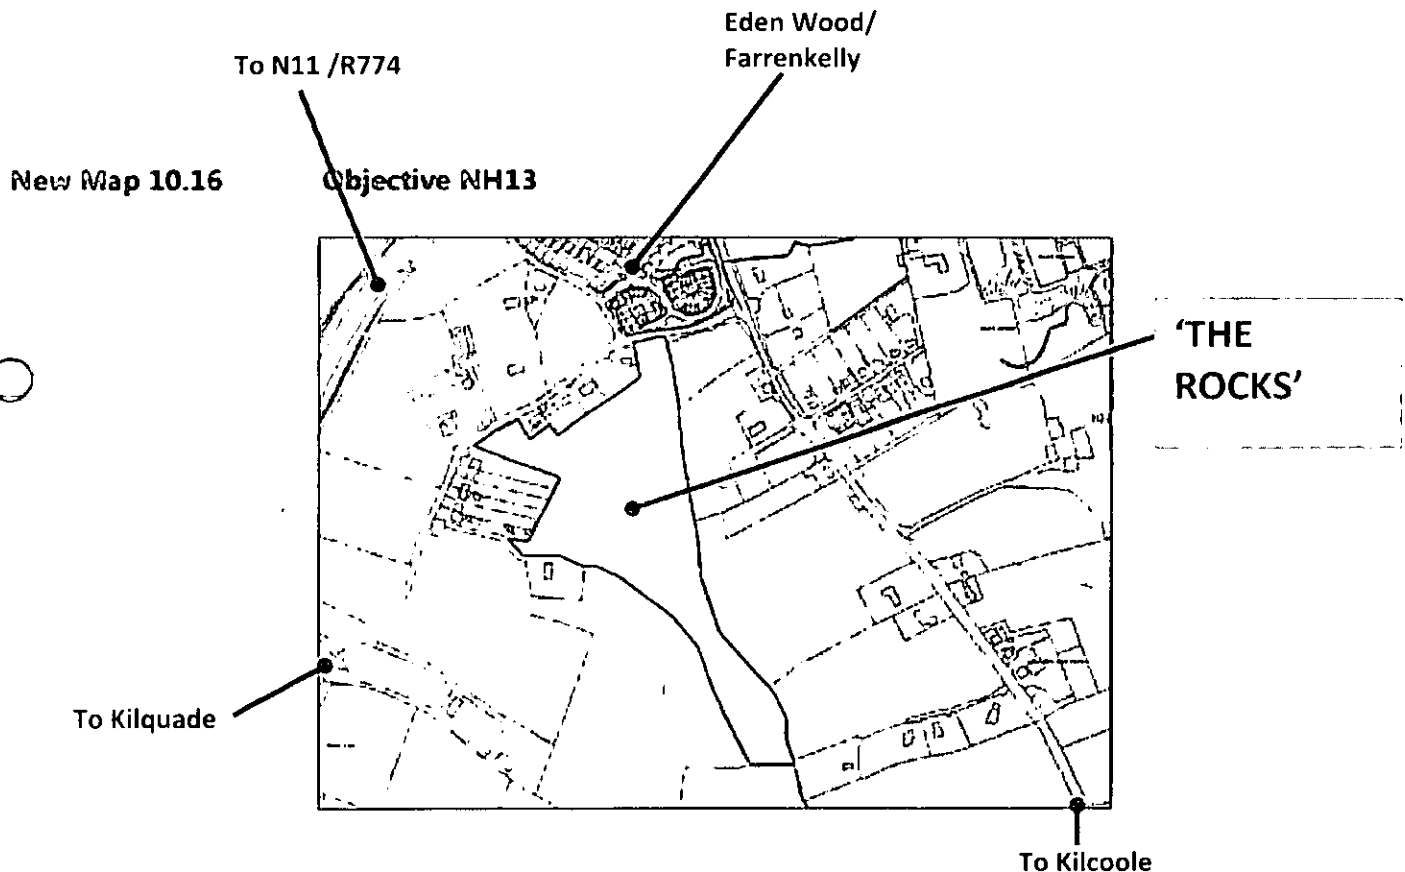 Eden Wood/
Farrenkelly
To N11 /R774
New Map 10.16 Objective NH13
'THE
ROCKS'
To Kilquade
To Kilcoole